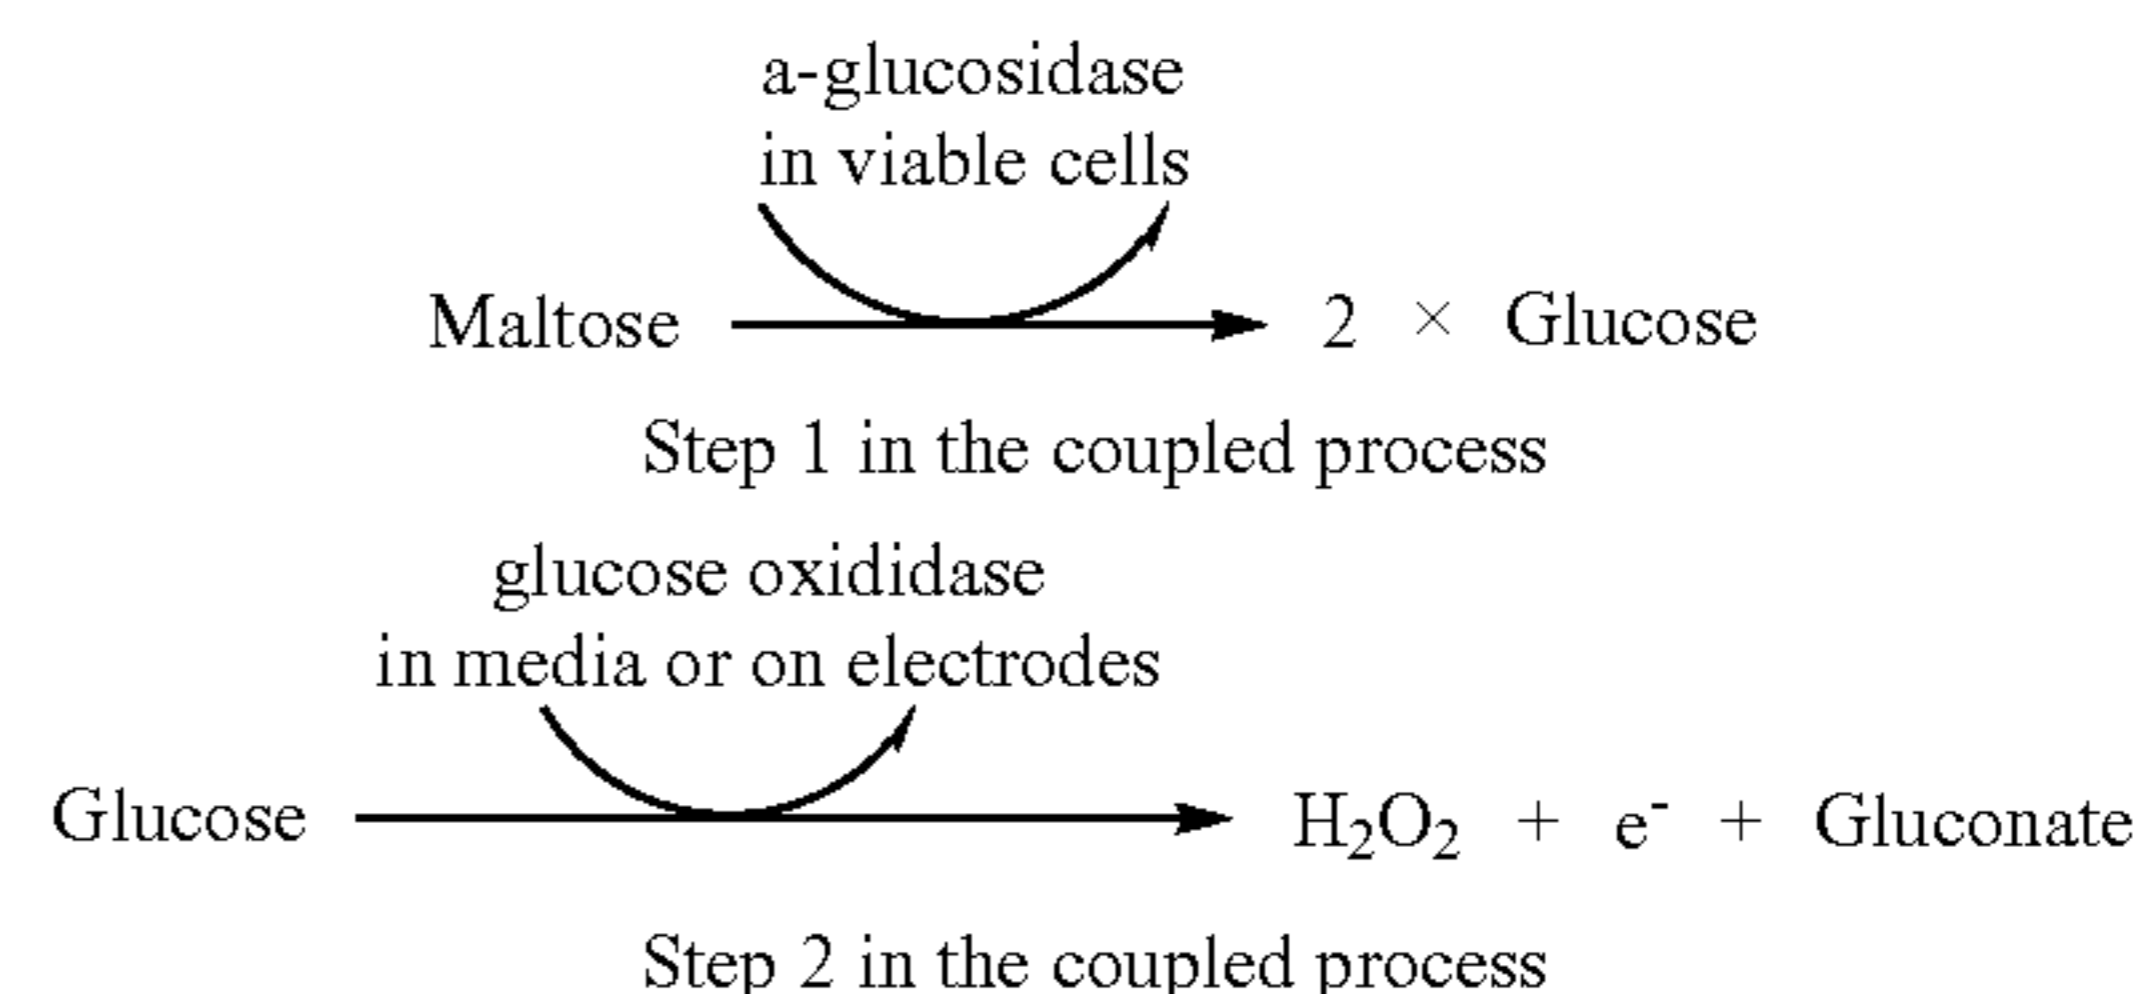 a-glucosidase
in viable cells
Maltose 2 × Glucose
Step 1 in the coupled process
glucose oxididase
in media or on electrodes
Glucose H₂O₂ + e⁻ + Gluconate
Step 2 in the coupled process